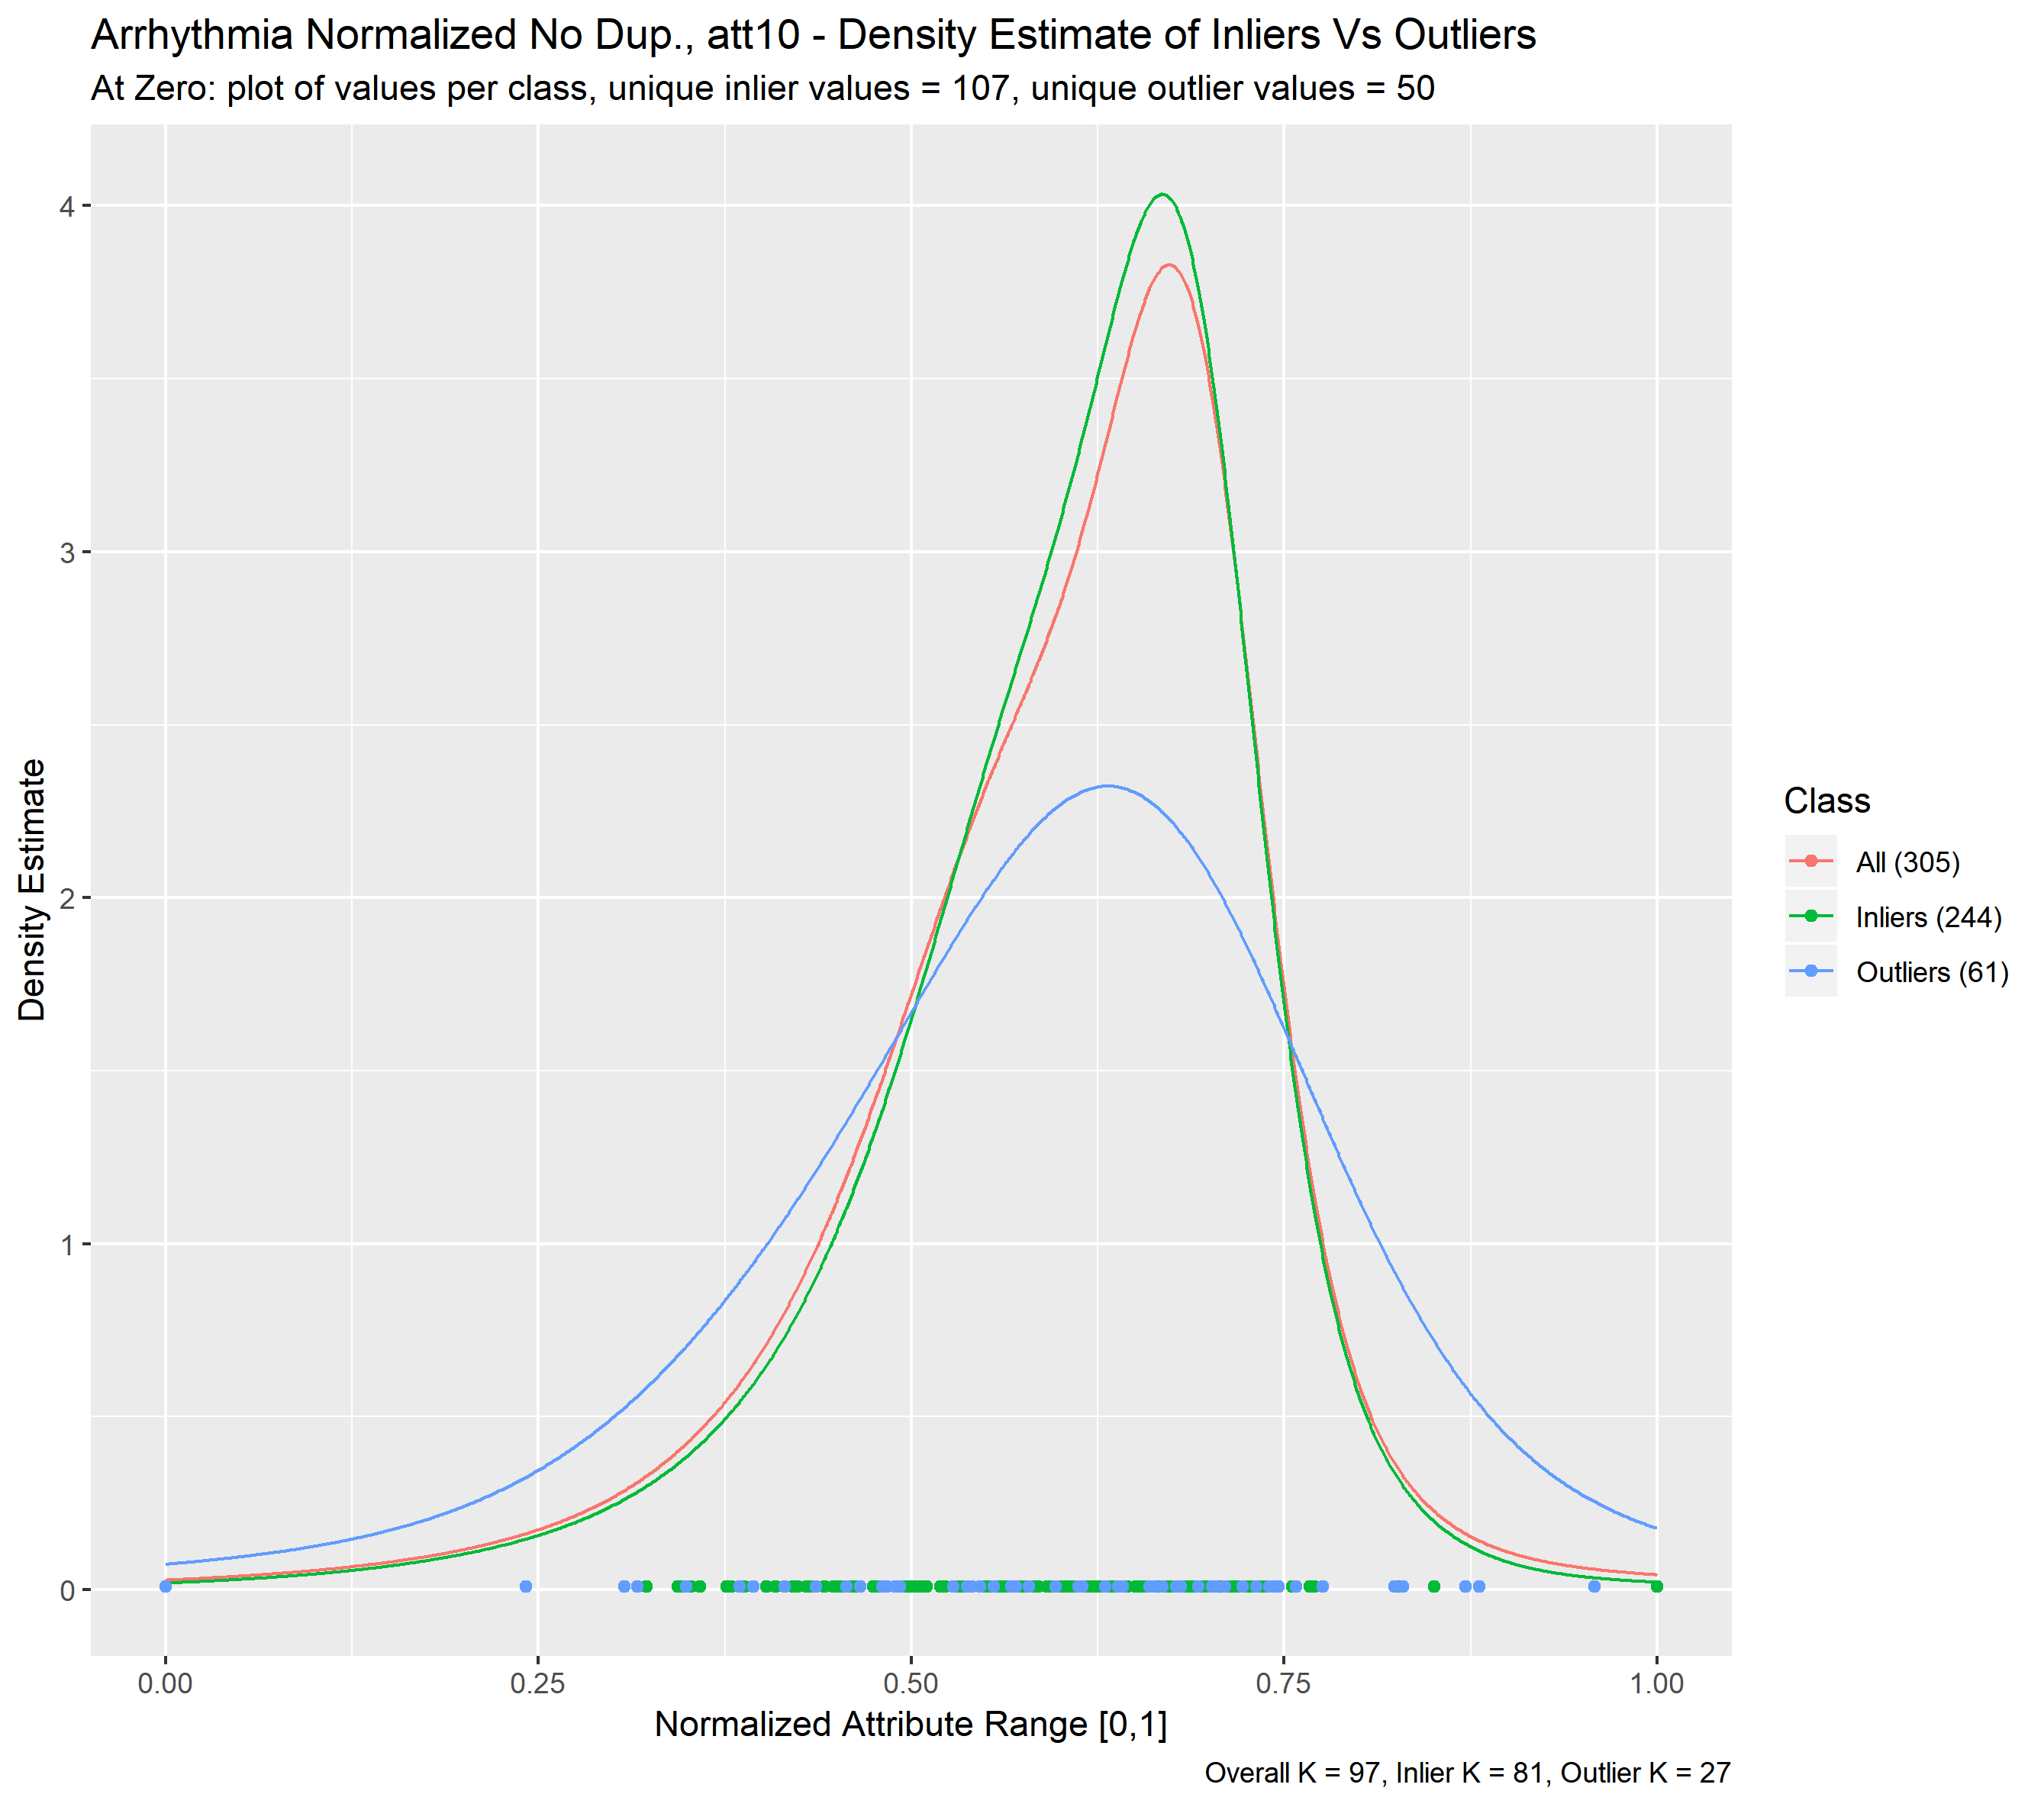 Arrhythmia Normalized No Dup., att10 - Density Estimate of Inliers Vs Outliers
At Zero: plot of values per class, unique inlier values = 107, unique outlier values = 50
Density Estimate
4
3
2
1
0
0.00
0.25
0.50
0.75
1.00
Normalized Attribute Range [0,1]
Class
All (305)
Inliers (244)
Outliers (61)
Overall K = 97, Inlier K = 81, Outlier K = 27